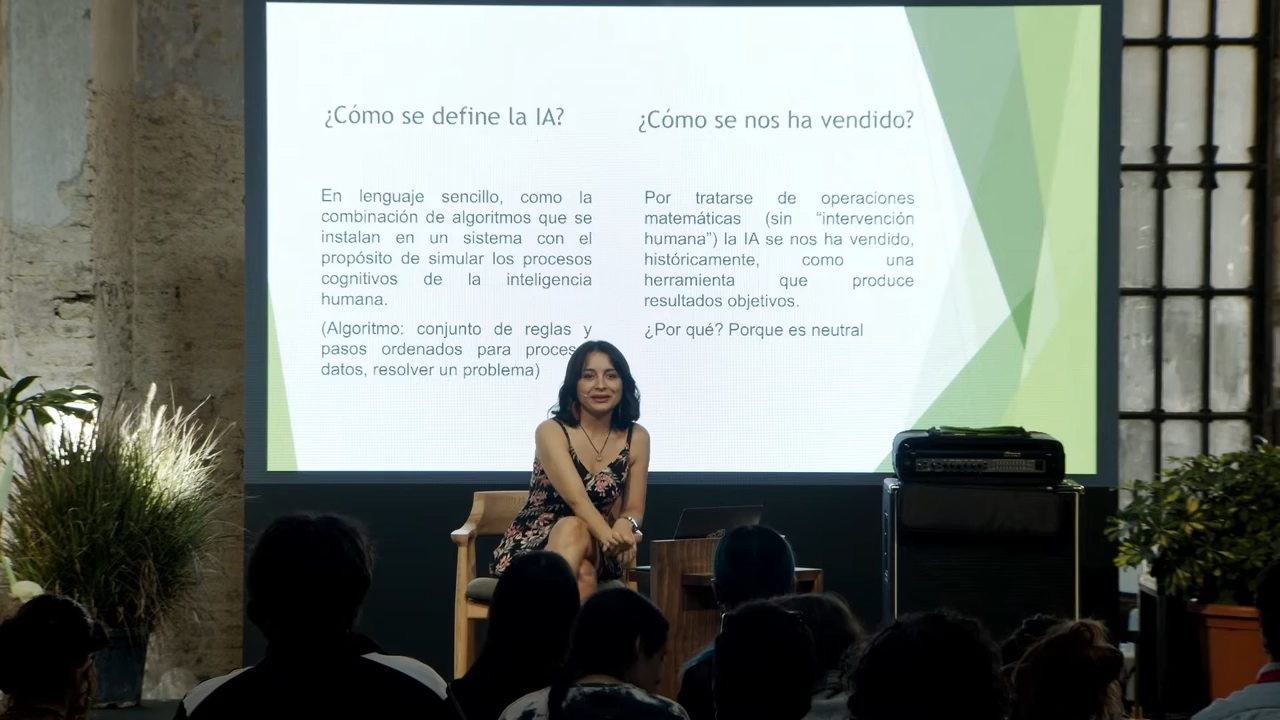 ¿Cómo se define la IA?
En lenguaje sencillo, como la
combinación de algoritmos que se
instalan en un sistema con el
propósito de simular los procesos
cognitivos de la inteligencia
humana.
(Algoritmo: conjunto de reglas y
pasos ordenados para
datos, resolver un problema)
¿Cómo se nos ha vendido?
Por tratarse de operaciones
matemáticas (sin “intervención
humana”) la IA se nos ha vendido,
históricamente, como una
herramienta que produce
resultados objetivos.
¿Por qué? Porque es neutral